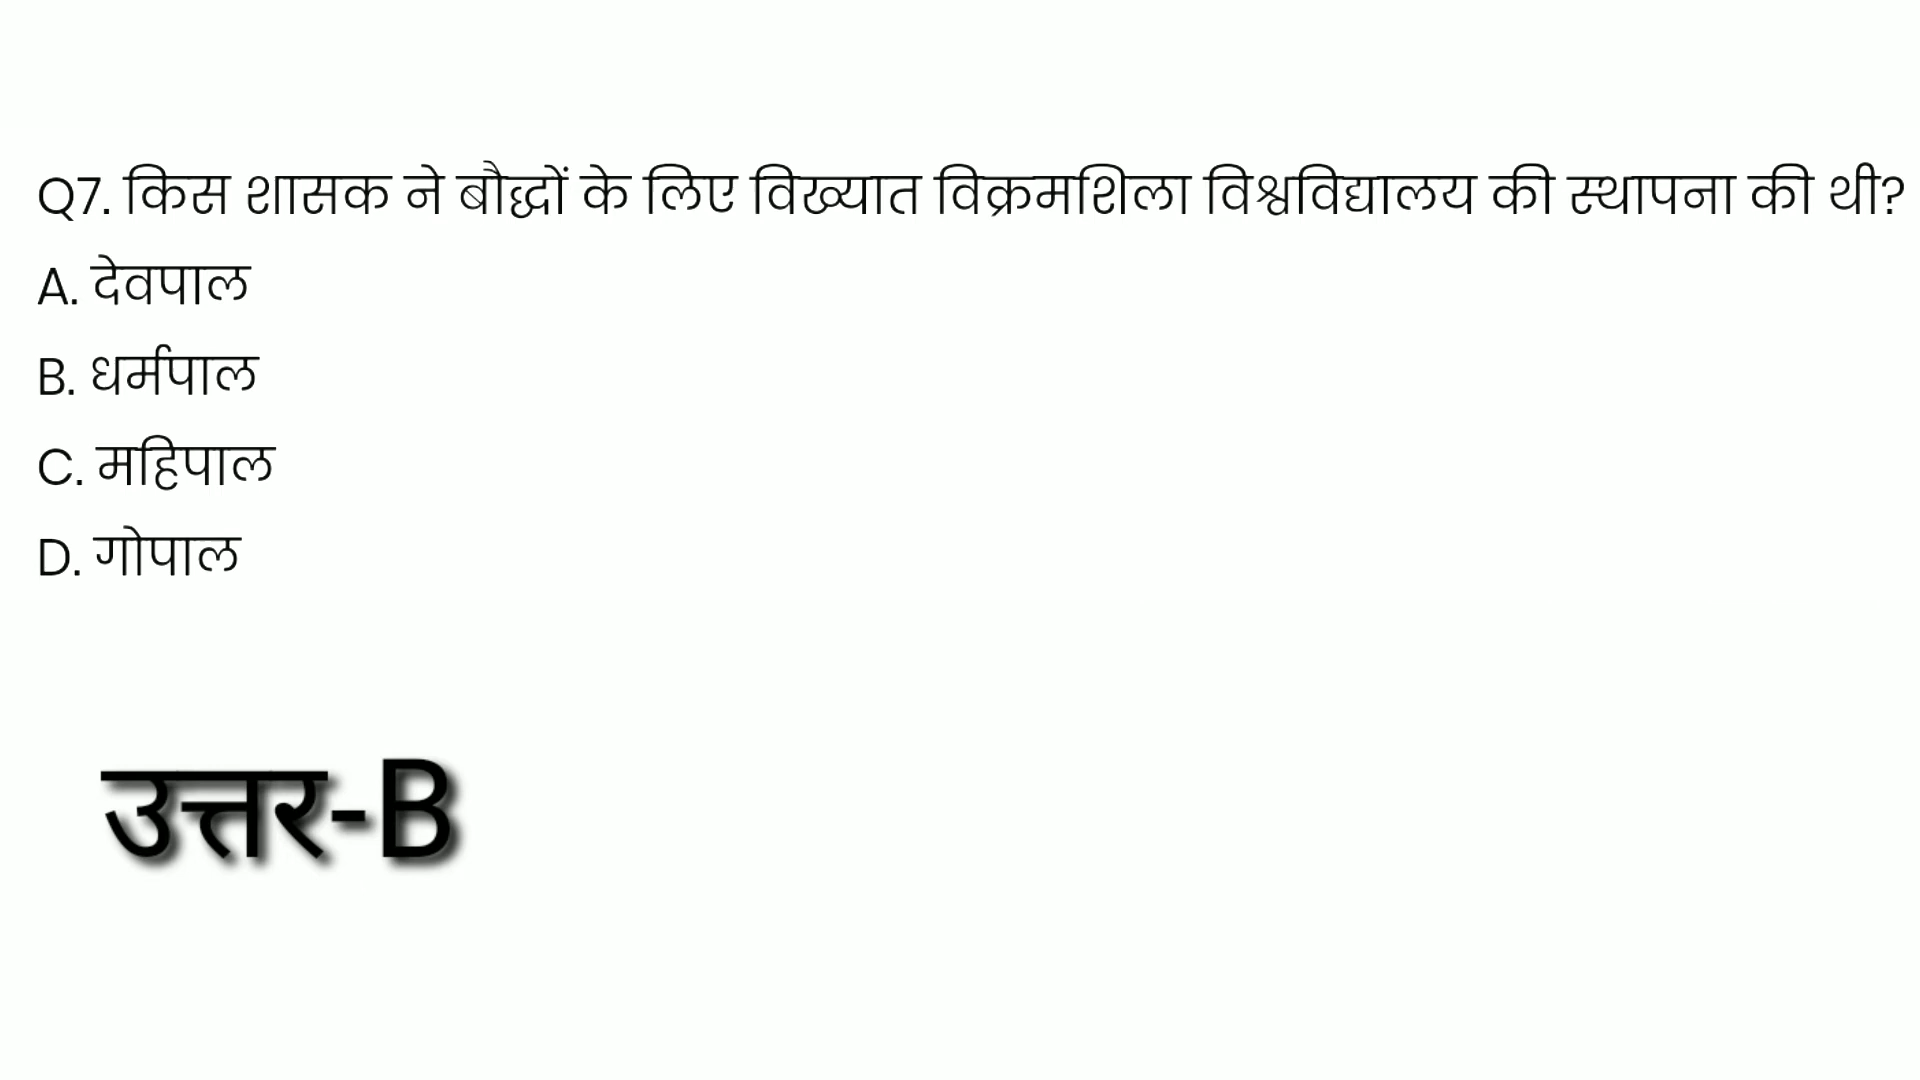 Q7. किस शासक ने बौद्धों के लिए विख्यात विक्रमशिला विश्वविद्यालय की स्थापना की थी?
A. देवपाल
B. धर्मपाल
C. महिपाल
D. गोपाल
उत्तर-B